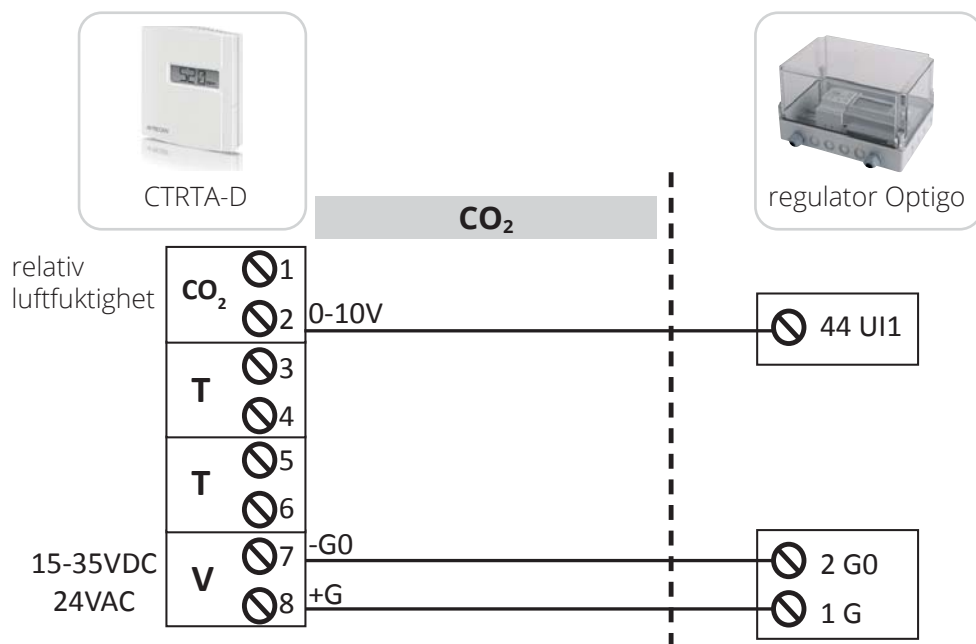 520
CTRTA-D
regulator Optigo
CO₂
relativ
luftfuktighet
CO₂
1
2
0-10V
44 UI1
T
3
4
T
5
6
15-35VDC
24VAC
V
7
-G0
2 G0
8
+G
1 G